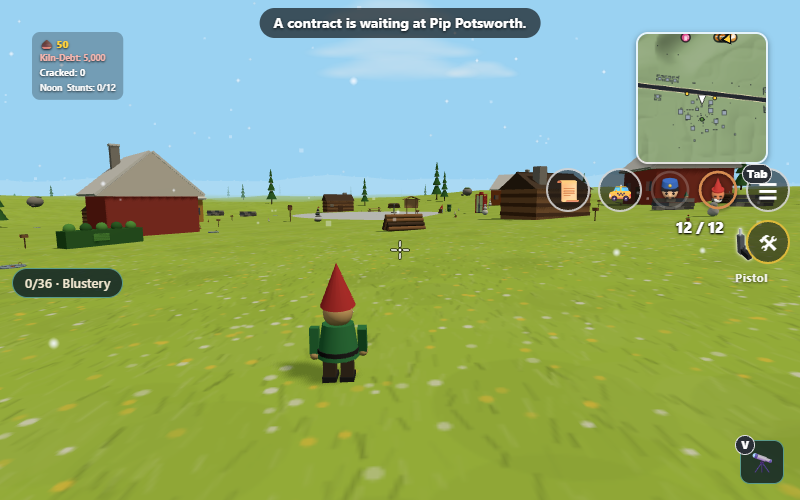 A contract is waiting at Pip Potsworth.
50
Kiln-Debt: 5,000
Cracked: 0
Noon Stunts: 0/12
Tab
12 / 12
Pistol
0/36 · Blustery
V